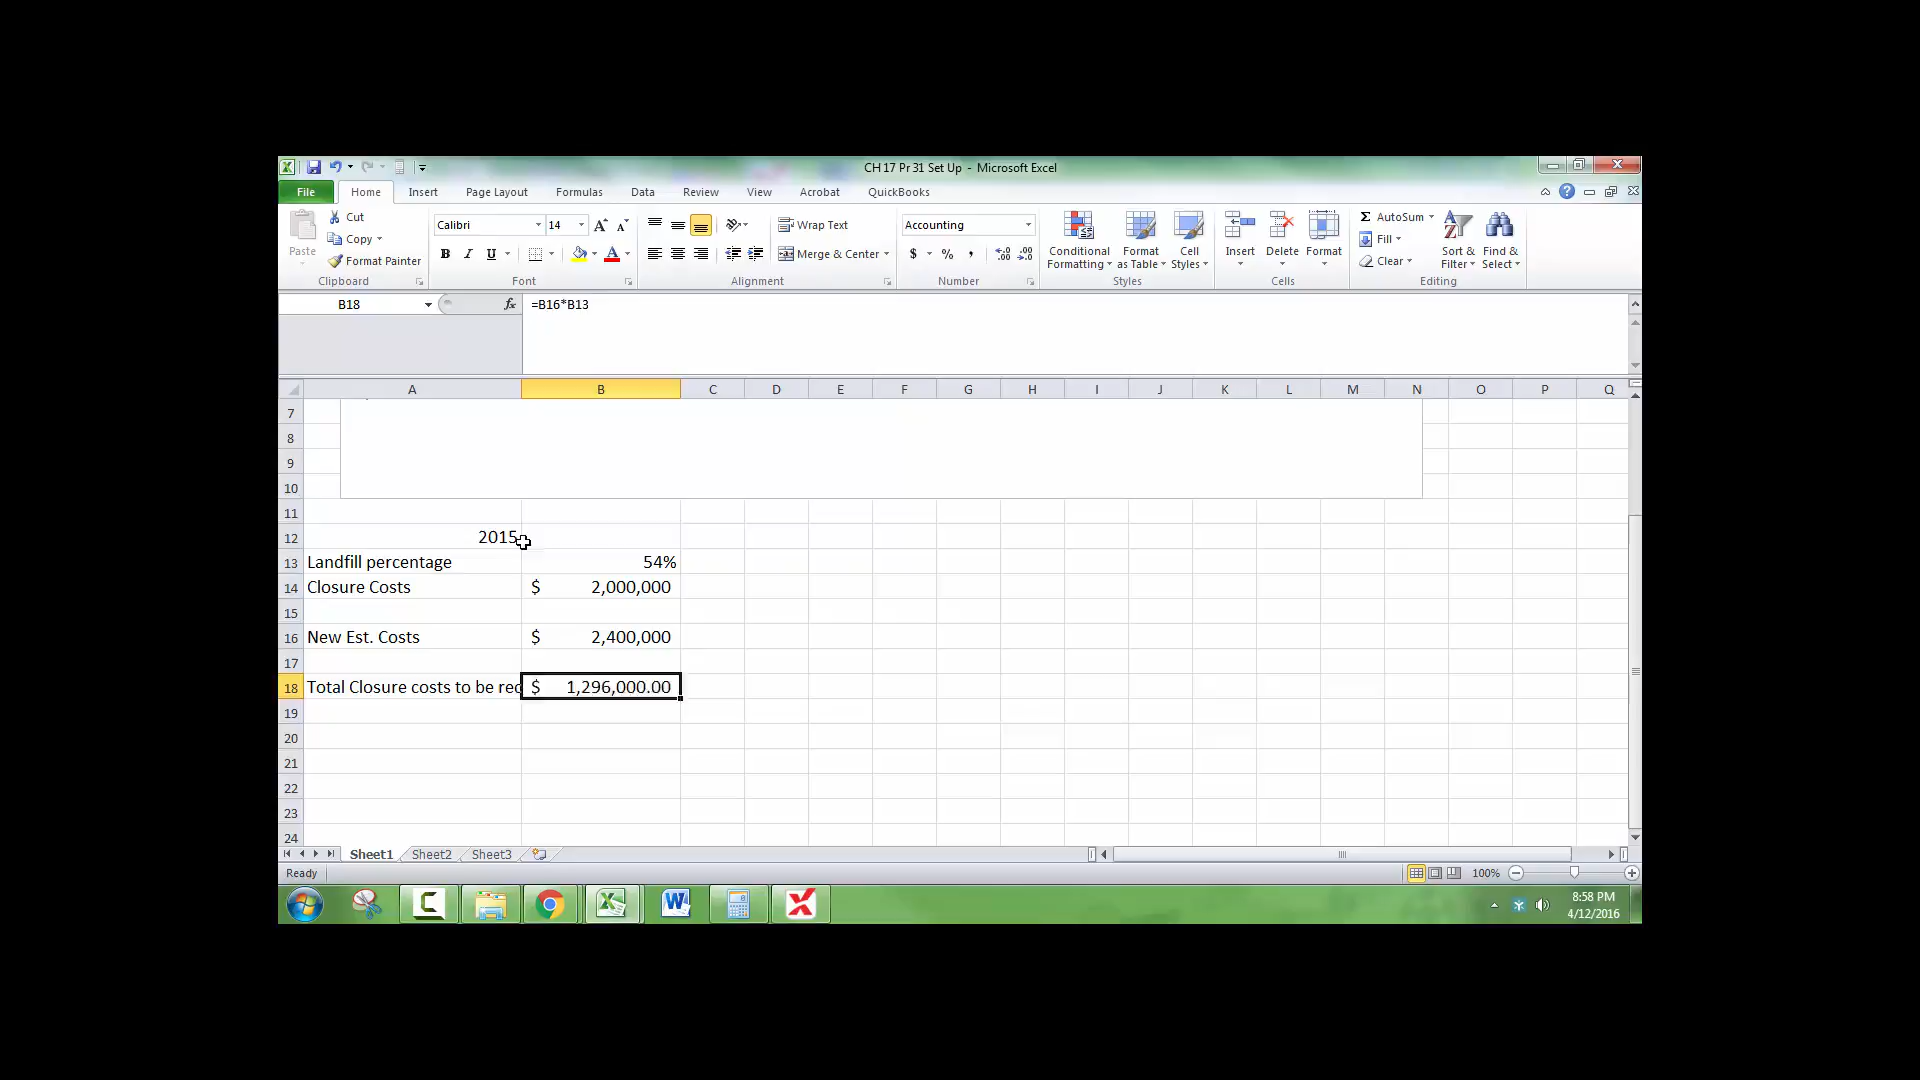 CH 17 Pr 31 Set Up - Microsoft Excel
File Home Insert Page Layout Formulas Data Review View Acrobat QuickBooks
Paste
Cut
Copy
Format Painter
Clipboard
Calibri 14
B I U
Font
Wrap Text
Merge & Center
Alignment
Accounting
$ % ,
Number
Conditional Formatting
Format as Table
Cell Styles
Styles
Insert Delete Format
Cells
AutoSum
Fill
Clear
Sort & Filter
Find & Select
Editing
B18 fx =B16*B13
A B C D E F G H I J K L M N O P Q
7
8
9
10
11
12 2015
13 Landfill percentage 54%
14 Closure Costs $ 2,000,000
15
16 New Est. Costs $ 2,400,000
17
18 Total Closure costs to be rec $ 1,296,000.00
19
20
21
22
23
24
Sheet1 Sheet2 Sheet3
Ready 100%
8:58 PM
4/12/2016